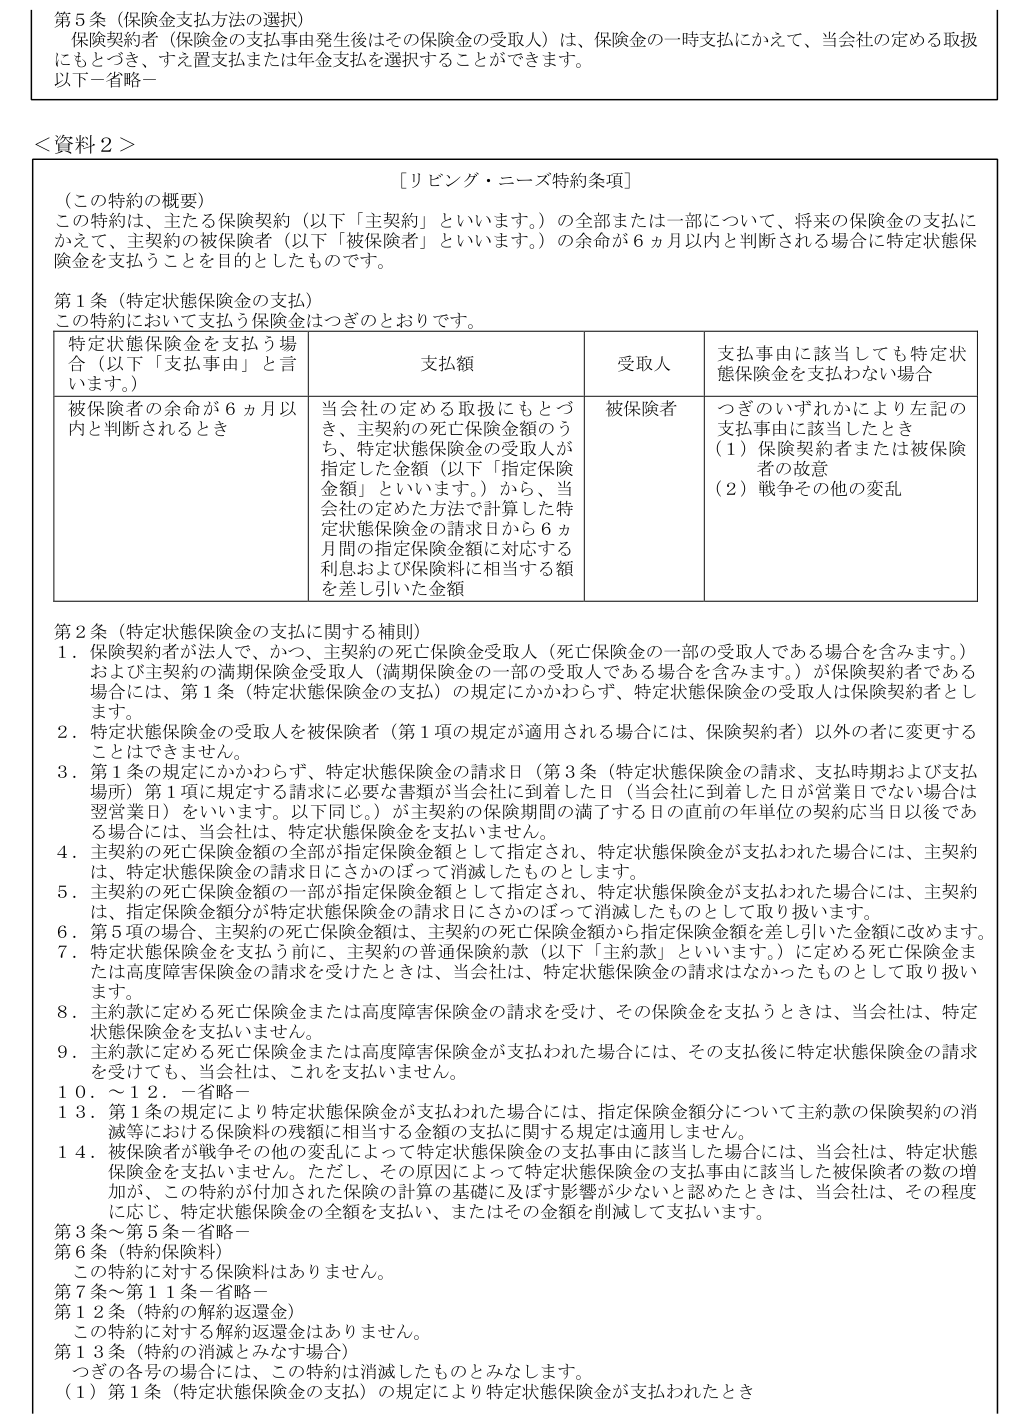 第５条（保険金支払方法の選択）
保険契約者（保険金の支払事由発生後はその保険金の受取人）は、保険金の一時支払にかえて、当会社の定める取扱
にもとづき、すえ置支払または年金支払を選択することができます。
以下－省略－
＜資料２＞
［リビング・ニーズ特約条項］
（この特約の概要）
この特約は、主たる保険契約（以下「主契約」といいます。）の全部または一部について、将来の保険金の支払に
かえて、主契約の被保険者（以下「被保険者」といいます。）の余命が６ヵ月以内と判断される場合に特定状態保
険金を支払うことを目的としたものです。
第１条（特定状態保険金の支払）
この特約において支払う保険金はつぎのとおりです。
特定状態保険金を支払う場
合（以下「支払事由」と言
います。）
支払額
受取人
支払事由に該当しても特定状
態保険金を支払わない場合
被保険者の余命が６ヵ月以
内と判断されるとき
当会社の定める取扱にもとづ
き、主契約の死亡保険金額のう
ち、特定状態保険金の受取人が
指定した金額（以下「指定保険
金額」といいます。）から、当
会社の定めた方法で計算した特
定状態保険金の請求日から６ヵ
月間の指定保険金額に対応する
利息および保険料に相当する額
を差し引いた金額
被保険者
つぎのいずれかにより左記の
支払事由に該当したとき
（１）保険契約者または被保険
者の故意
（２）戦争その他の変乱
第２条（特定状態保険金の支払に関する補則）
１．保険契約者が法人で、かつ、主契約の死亡保険金受取人（死亡保険金の一部の受取人である場合を含みます。）
および主契約の満期保険金受取人（満期保険金の一部の受取人である場合を含みます。）が保険契約者である
場合には、第１条（特定状態保険金の支払）の規定にかかわらず、特定状態保険金の受取人は保険契約者とし
ます。
２．特定状態保険金の受取人を被保険者（第１項の規定が適用される場合には、保険契約者）以外の者に変更する
ことはできません。
３．第１条の規定にかかわらず、特定状態保険金の請求日（第３条（特定状態保険金の請求、支払時期および支払
場所）第１項に規定する請求に必要な書類が当会社に到着した日（当会社に到着した日が営業日でない場合は
翌営業日）をいいます。以下同じ。）が主契約の保険期間の満了する日の直前の年単位の契約応当日以後であ
る場合には、当会社は、特定状態保険金を支払いません。
４．主契約の死亡保険金額の全部が指定保険金額として指定され、特定状態保険金が支払われた場合には、主契約
は、特定状態保険金の請求日にさかのぼって消滅したものとします。
５．主契約の死亡保険金額の一部が指定保険金額として指定され、特定状態保険金が支払われた場合には、主契約
は、指定保険金額分が特定状態保険金の請求日にさかのぼって消滅したものとして取り扱います。
６．第５項の場合、主契約の死亡保険金額は、主契約の死亡保険金額から指定保険金額を差し引いた金額に改めます。
７．特定状態保険金を支払う前に、主契約の普通保険約款（以下「主約款」といいます。）に定める死亡保険金ま
たは高度障害保険金の請求を受けたときは、当会社は、特定状態保険金の請求はなかったものとして取り扱い
ます。
８．主約款に定める死亡保険金または高度障害保険金の請求を受け、その保険金を支払うときは、当会社は、特定
状態保険金を支払いません。
９．主約款に定める死亡保険金または高度障害保険金が支払われた場合には、その支払後に特定状態保険金の請求
を受けても、当会社は、これを支払いません。
１０．～１２．－省略－
１３．第１条の規定により特定状態保険金が支払われた場合には、指定保険金額分について主約款の保険契約の消
滅等における保険料の残額に相当する金額の支払に関する規定は適用しません。
１４．被保険者が戦争その他の変乱によって特定状態保険金の支払事由に該当した場合には、当会社は、特定状態
保険金を支払いません。ただし、その原因によって特定状態保険金の支払事由に該当した被保険者の数の増
加が、この特約が付加された保険の計算の基礎に及ぼす影響が少ないと認めたときは、当会社は、その程度
に応じ、特定状態保険金の全額を支払い、またはその金額を削減して支払います。
第３条～第５条－省略－
第６条（特約保険料）
この特約に対する保険料はありません。
第７条～第１１条－省略－
第１２条（特約の解約返還金）
この特約に対する解約返還金はありません。
第１３条（特約の消滅とみなす場合）
つぎの各号の場合には、この特約は消滅したものとみなします。
（１）第１条（特定状態保険金の支払）の規定により特定状態保険金が支払われたとき